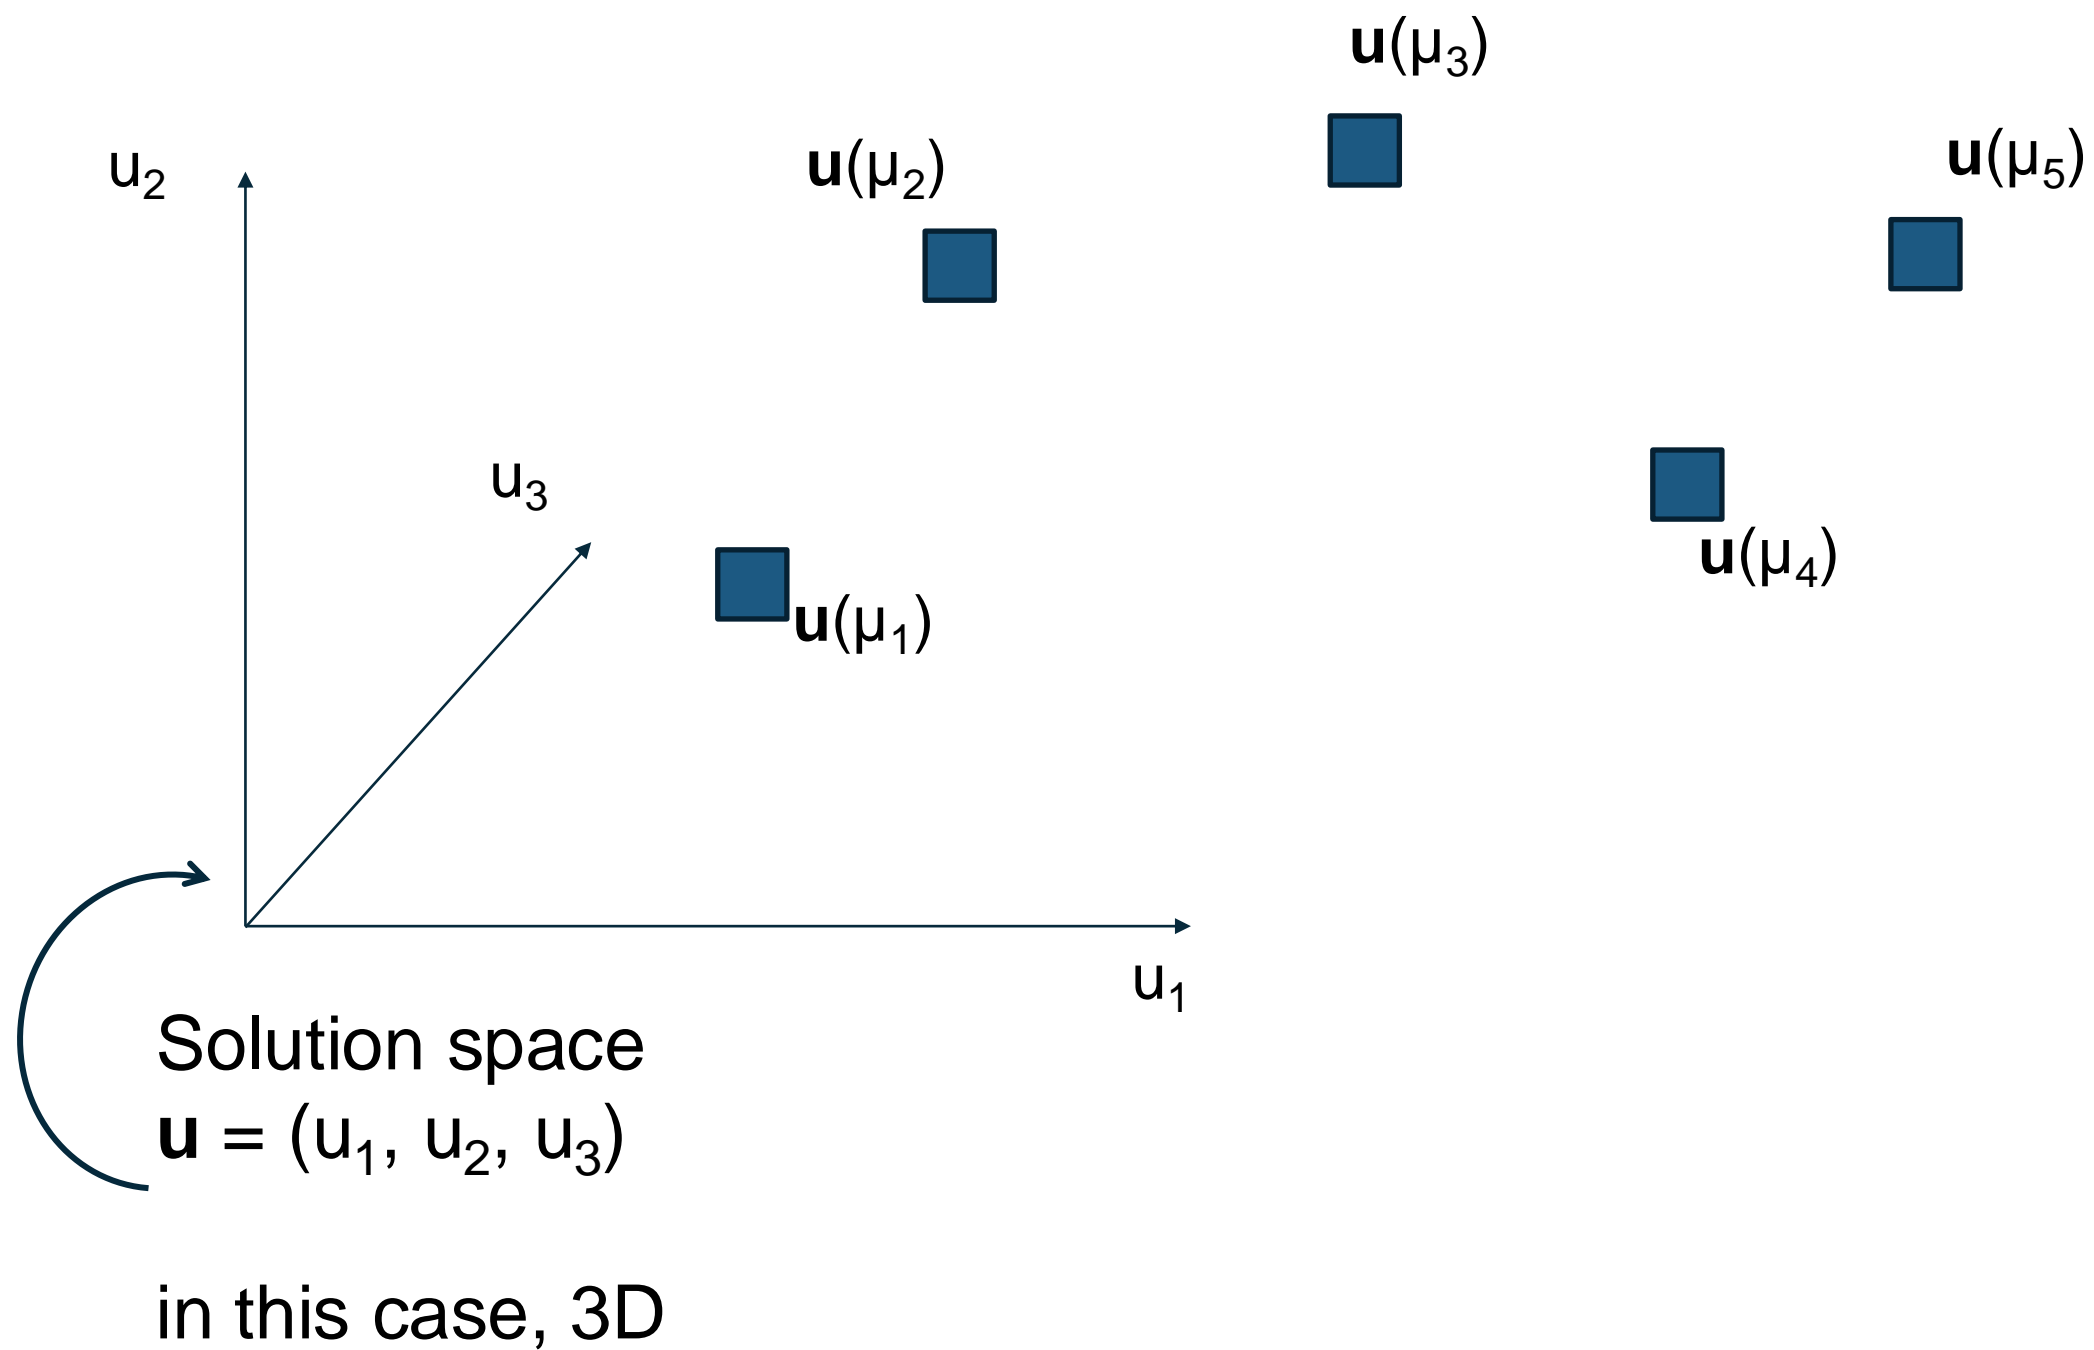 u₂
u₃
u₁
u(μ₁)
u(μ₂)
u(μ₃)
u(μ₄)
u(μ₅)
Solution space
u = (u₁, u₂, u₃)
in this case, 3D